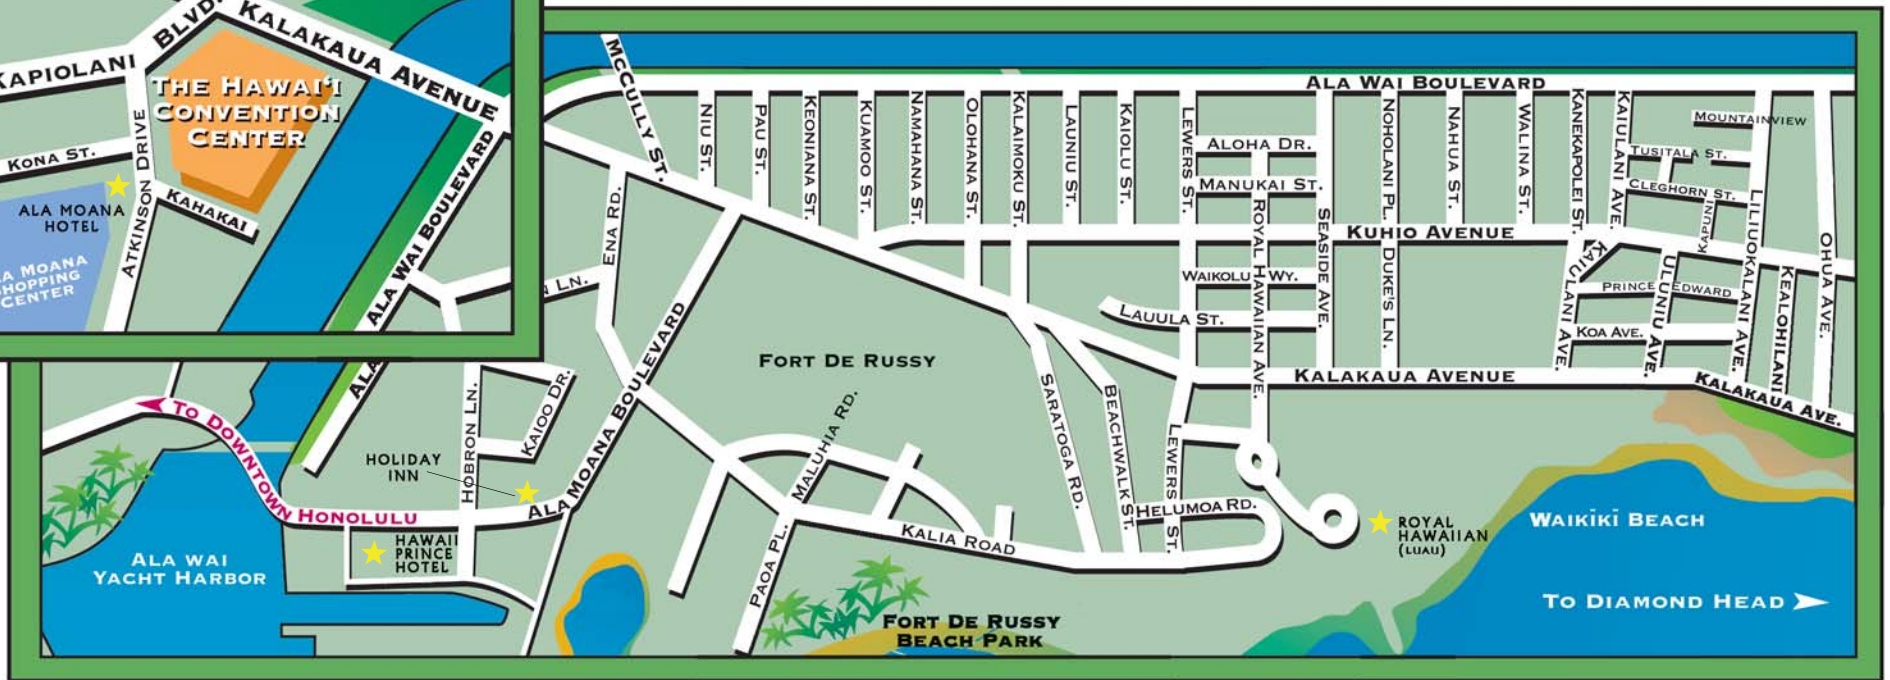 KAPIOLANI
BLVD.
KALAKAUA AVENUE
THE HAWAI'I
CONVENTION
CENTER
KONA ST.
ATKINSON DRIVE
KAHAKAI
ALA MOANA
HOTEL
MOANA
CENTER
ALA WAI BOULEVARD
MCCULLY ST.
ALA WAI BOULEVARD
NIU ST.
PAU ST.
KEONIANA ST.
KUAMOO ST.
NAMAHANA ST.
OLOHANA ST.
KALAIMOKU ST.
LAUNIU ST.
KAIOLU ST.
LEWERS ST.
ALOHA DR.
MANUKAI ST.
ROYAL HAWAIIAN AVE.
SEASIDE AVE.
NOHOLANI PL.
DUKE'S LN.
NAHUA ST.
WALINA ST.
KANEKAPOLEI ST.
KAIULANI AVE.
MOUNTAINVIEW
TUSITALA ST.
CLEGHORN ST.
KAPUNI
LILIUOKALANI AVE.
OHUA AVE.
KUHIO AVENUE
WAIKOLU WY.
LAUULA ST.
KAIULANI AVE.
PRINCE EDWARD
ULUNIU AVE.
KOA AVE.
KEALOHILANI
ENA RD.
LN.
ALA
FORT DE RUSSY
KALAKAUA AVENUE
KALAKAUA AVE.
TO DOWNTOWN HONOLULU
HOLIDAY
INN
HOBRON LN.
KAIOO DR.
ALA MOANA BOULEVARD
MALUHIA RD.
SARATOGA RD.
BEACHWALK ST.
LEWERS ST.
HELUMOA RD.
KALIA ROAD
PAOA PL.
HAWAII
PRINCE
HOTEL
ALA WAI
YACHT HARBOR
ROYAL
HAWAIIAN
(LUAU)
WAIKĪKĪ BEACH
TO DIAMOND HEAD
FORT DE RUSSY
BEACH PARK